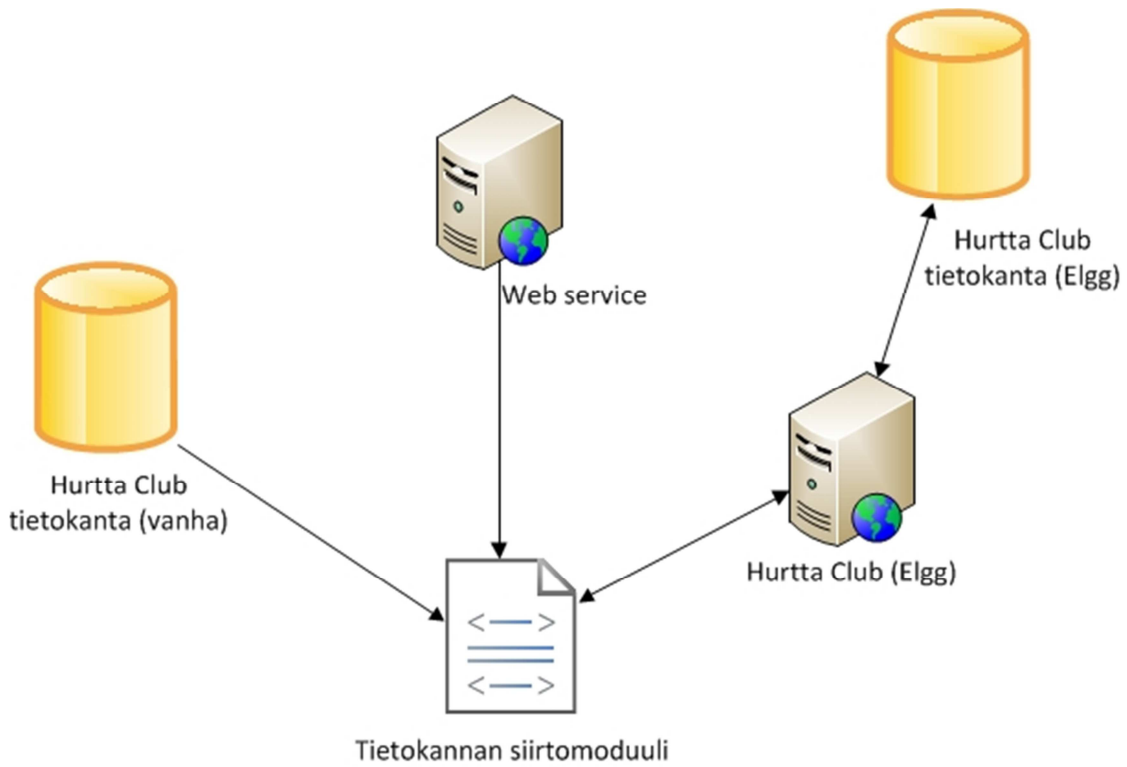 Hurtta Club
tietokanta (Elgg)
Web service
Hurtta Club
tietokanta (vanha)
Hurtta Club (Elgg)
Tietokannan siirtomoduuli